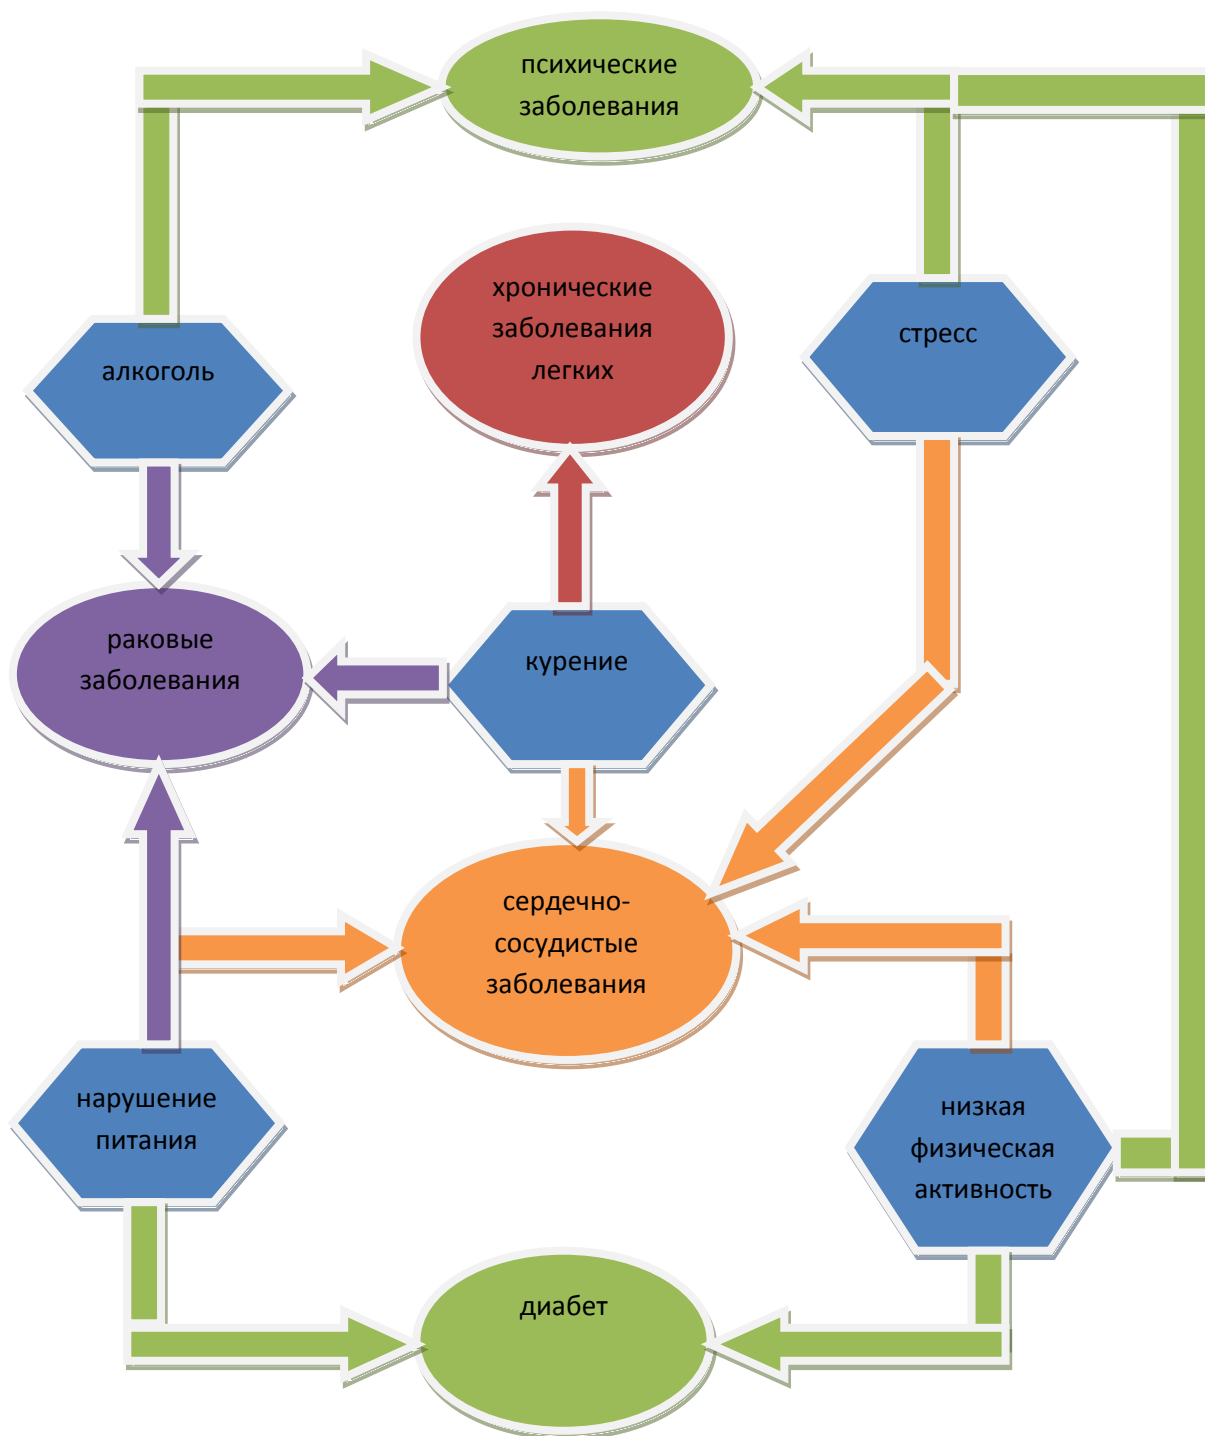 психические
заболевания
хронические
заболевания
легких
стресс
алкоголь
раковые
заболевания
курение
сердечно-
сосудистые
заболевания
нарушение
питания
низкая
физическая
активность
диабет